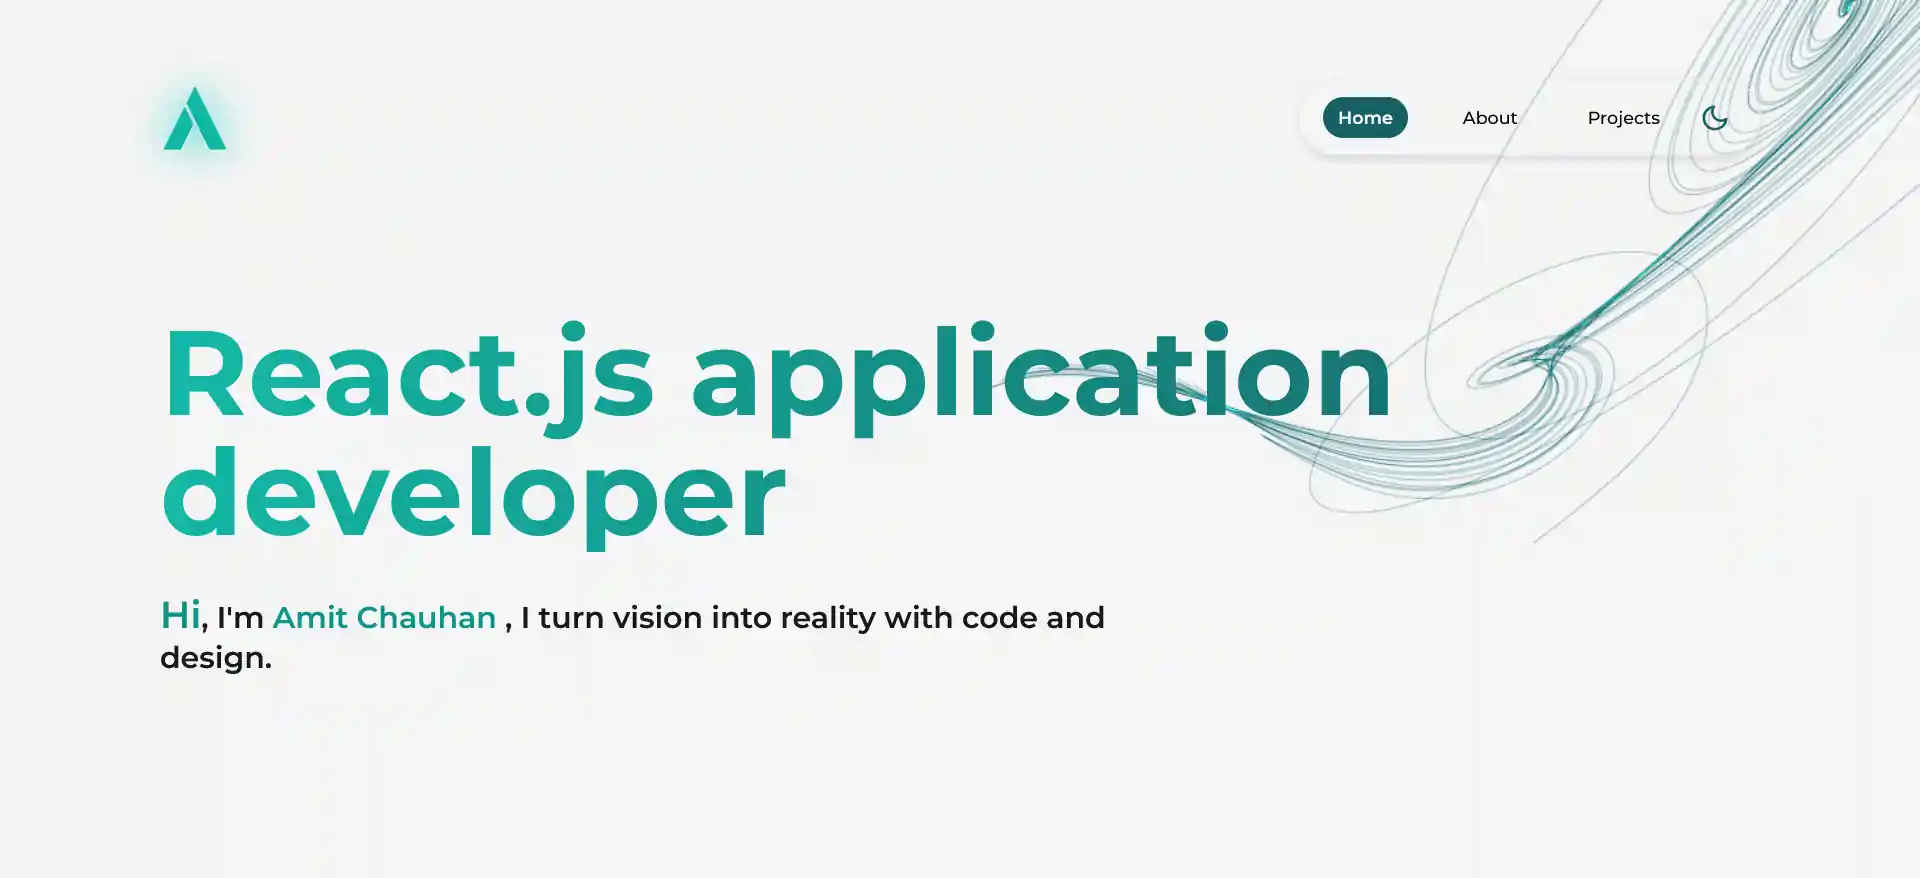 Home About Projects
React.js application
developer
Hi, I'm Amit Chauhan , I turn vision into reality with code and
design.